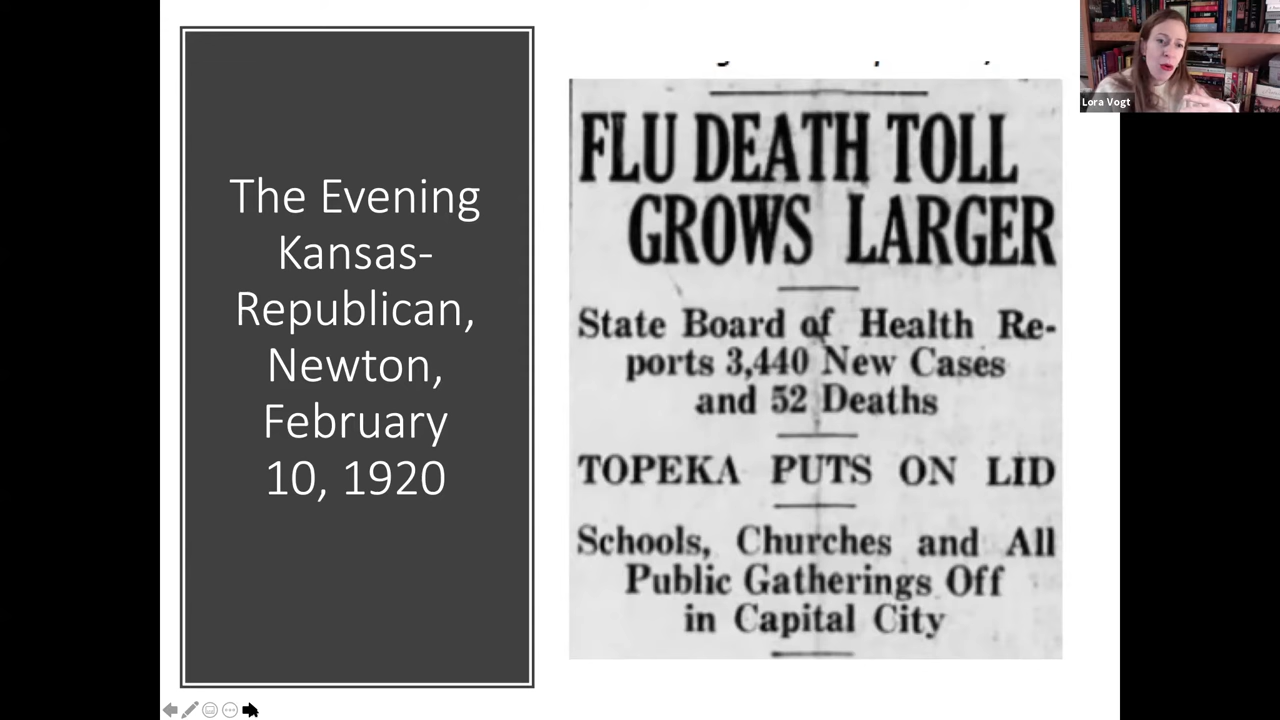 The Evening
Kansas-
Republican,
Newton,
February
10, 1920
FLU DEATH TOLL
GROWS LARGER
State Board of Health Re-
ports 3,440 New Cases
and 52 Deaths
TOPEKA PUTS ON LID
Schools, Churches and All
Public Gatherings Off
in Capital City
Lora Vogt